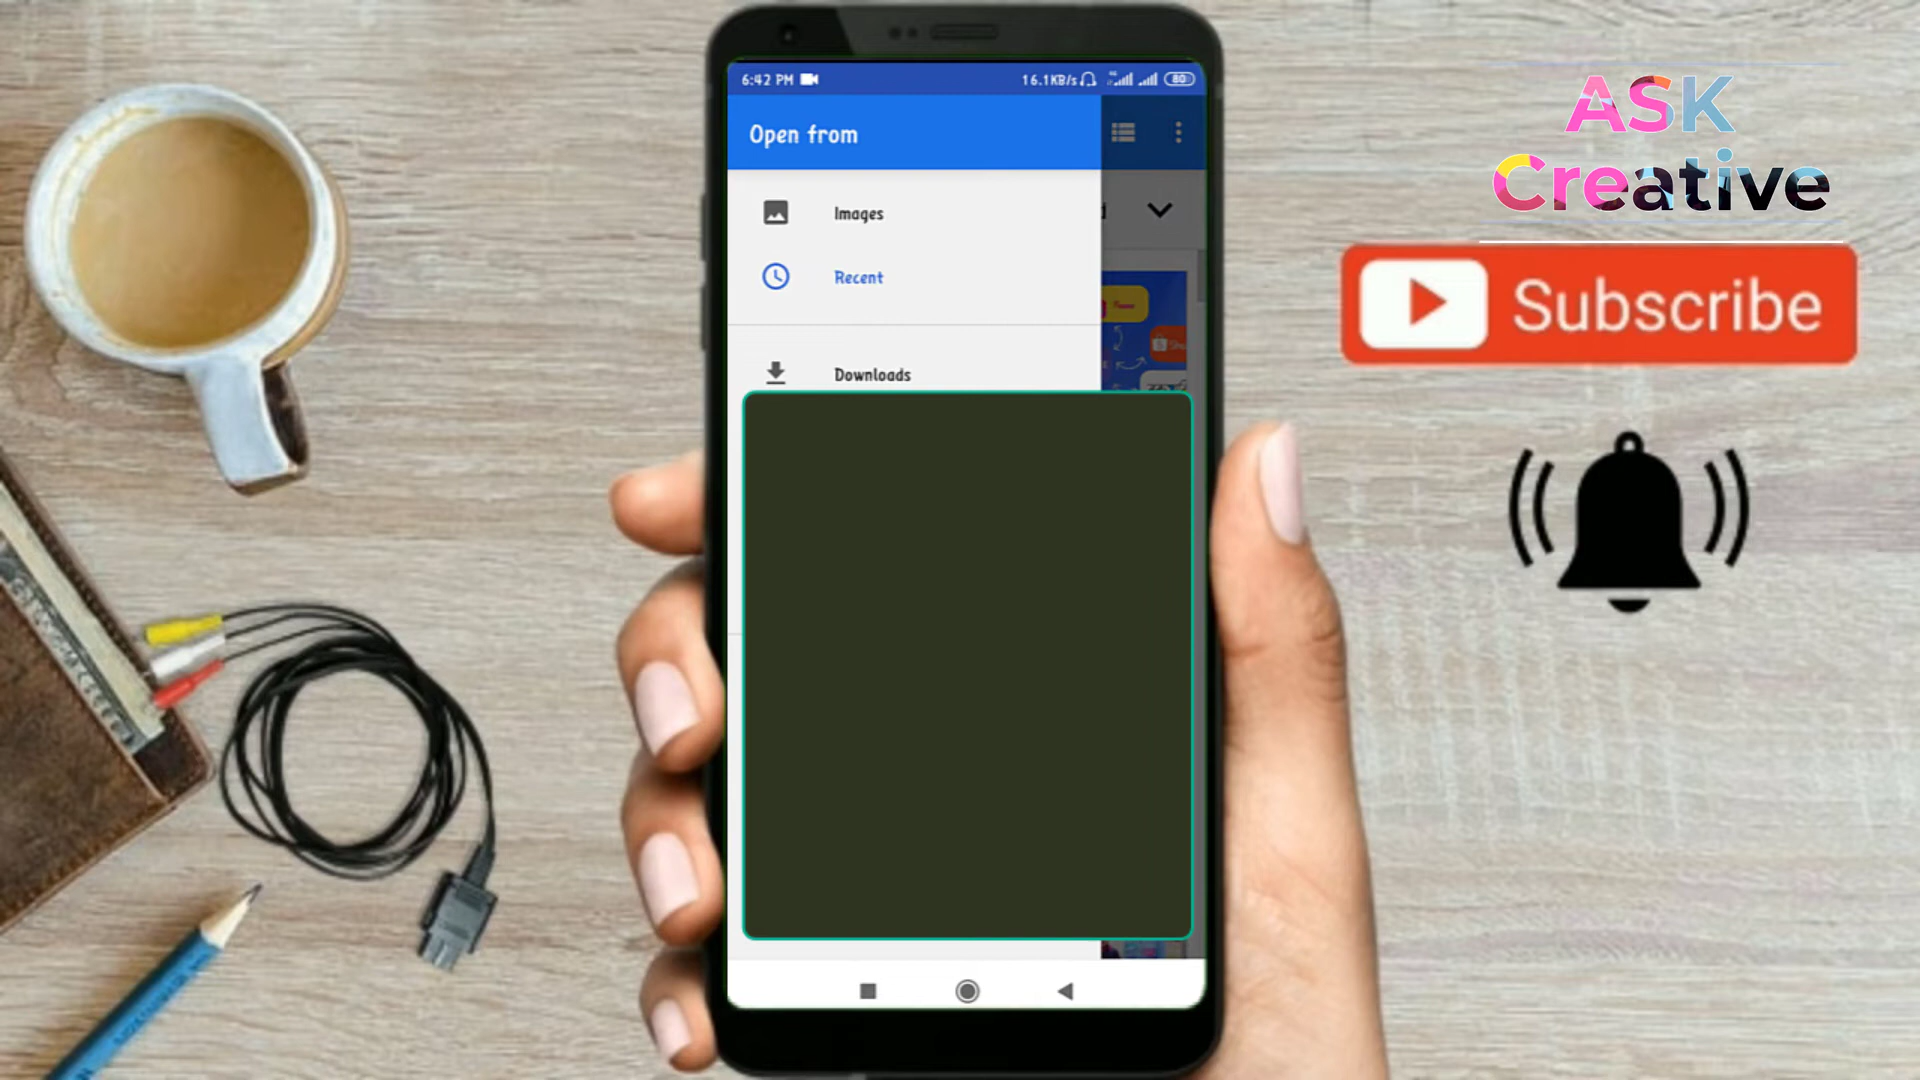 6:42 PM
16.1KB/s
80
Open from
Images
Recent
Downloads
ASK
Creative
Subscribe